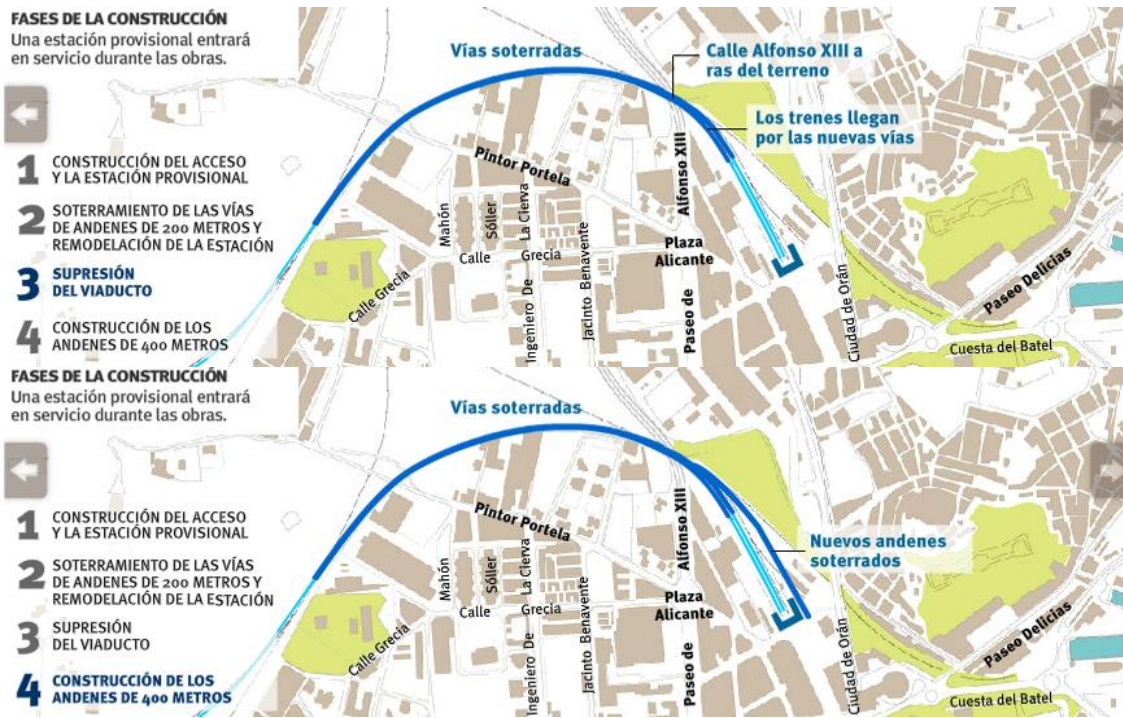 FASES DE LA CONSTRUCCIÓN
Una estación provisional entrará
en servicio durante las obras.
1 CONSTRUCCIÓN DEL ACCESO
Y LA ESTACIÓN PROVISIONAL
2 SOTERRAMIENTO DE LAS VÍAS
DE ANDENES DE 200 METROS Y
REMODELACIÓN DE LA ESTACIÓN
3 SUPRESIÓN
DEL VIADUCTO
4 CONSTRUCCIÓN DE LOS
ANDENES DE 400 METROS
Vías soterradas
Calle Alfonso XIII a
ras del terreno
Los trenes llegan
por las nuevas vías
Pintor Portela
Alfonso XIII
Mahón
Sóller
La Cierva
Ingeniero De
Jacinto Benavente
Calle Grecia
Calle Grecia
Plaza
Alicante
Paseo de
Ciudad de Orán
Paseo Delicias
Cuesta del Batel
FASES DE LA CONSTRUCCIÓN
Una estación provisional entrará
en servicio durante las obras.
1 CONSTRUCCIÓN DEL ACCESO
Y LA ESTACIÓN PROVISIONAL
2 SOTERRAMIENTO DE LAS VÍAS
DE ANDENES DE 200 METROS Y
REMODELACIÓN DE LA ESTACIÓN
3 SUPRESIÓN
DEL VIADUCTO
4 CONSTRUCCIÓN DE LOS
ANDENES DE 400 METROS
Vías soterradas
Nuevos andenes
soterrados
Pintor Portela
Alfonso XIII
Mahón
Sóller
La Cierva
Ingeniero De
Jacinto Benavente
Calle Grecia
Calle Grecia
Plaza
Alicante
Paseo de
Ciudad de Orán
Paseo Delicias
Cuesta del Batel